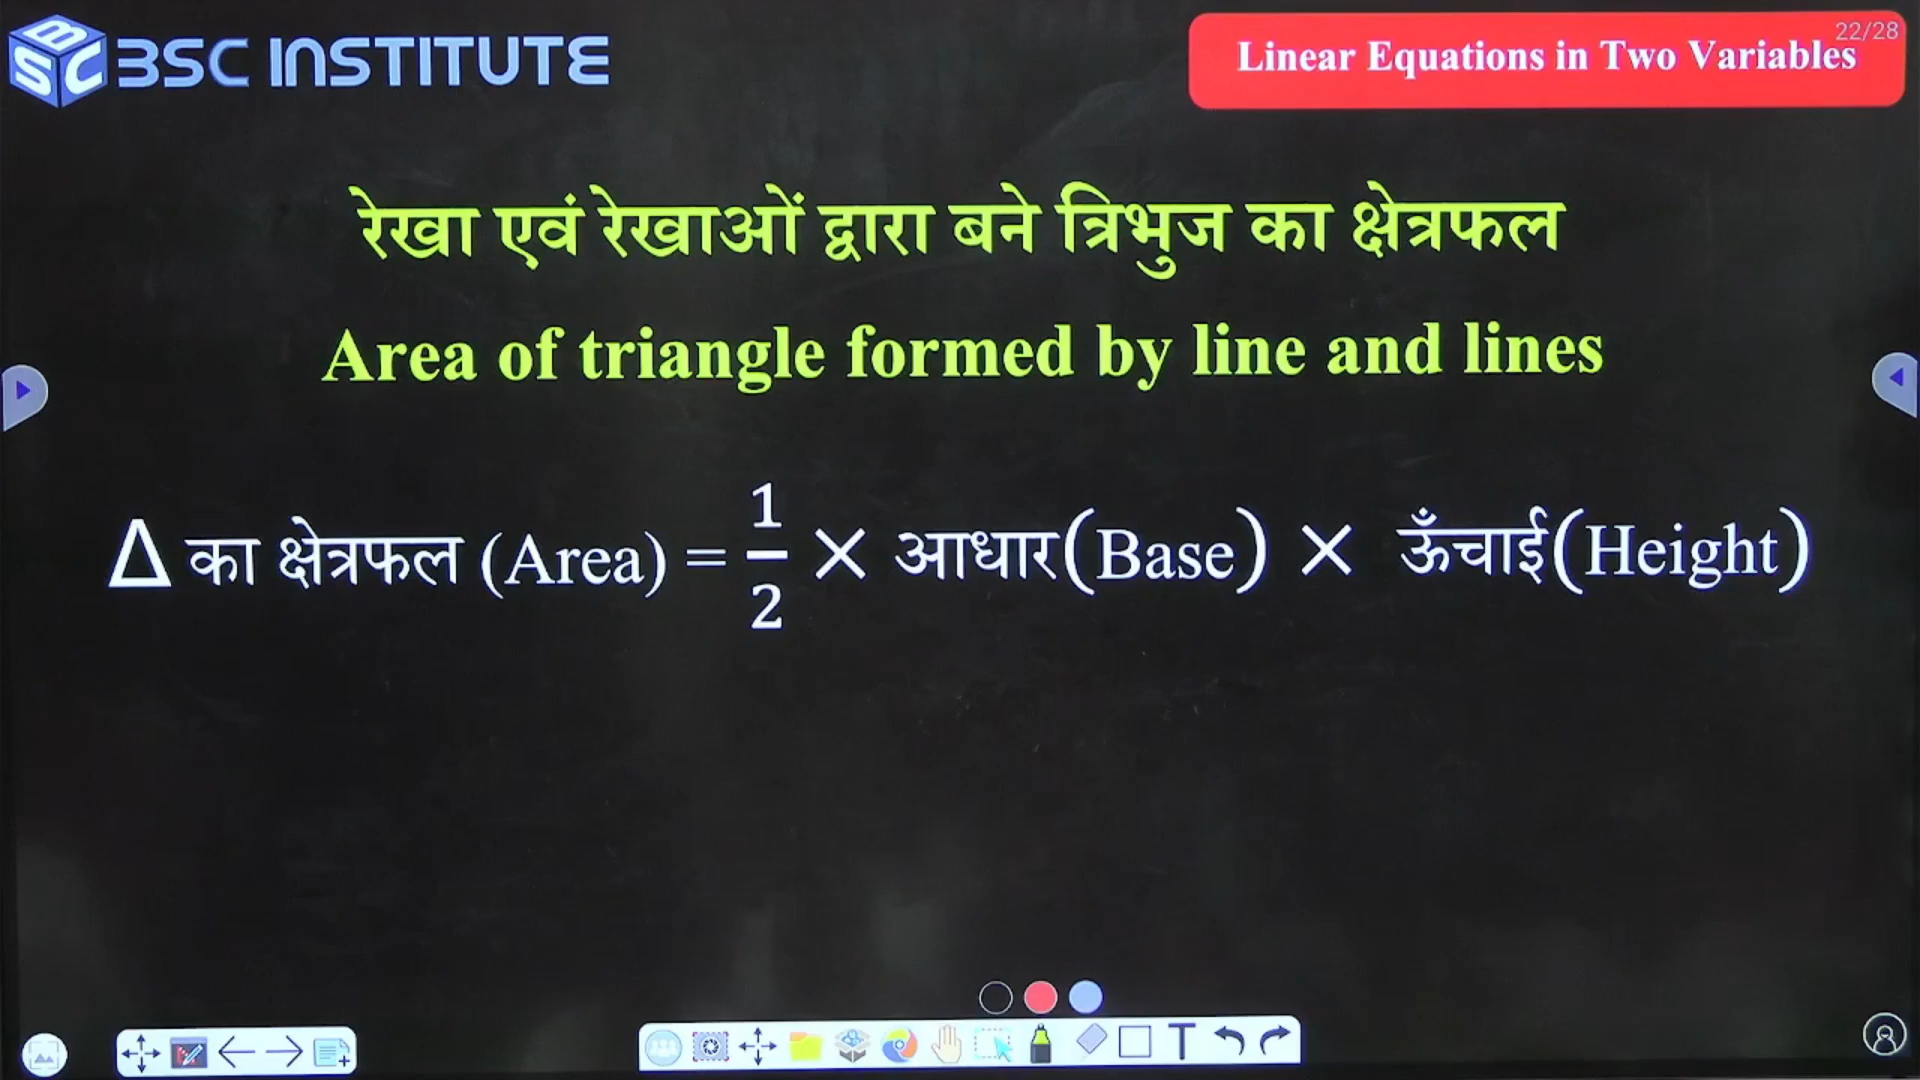 BSC INSTITUTE
22/28
Linear Equations in Two Variables
रेखा एवं रेखाओं द्वारा बने त्रिभुज का क्षेत्रफल
Area of triangle formed by line and lines
Δ का क्षेत्रफल (Area) = 1/2 × आधार(Base) × ऊँचाई(Height)